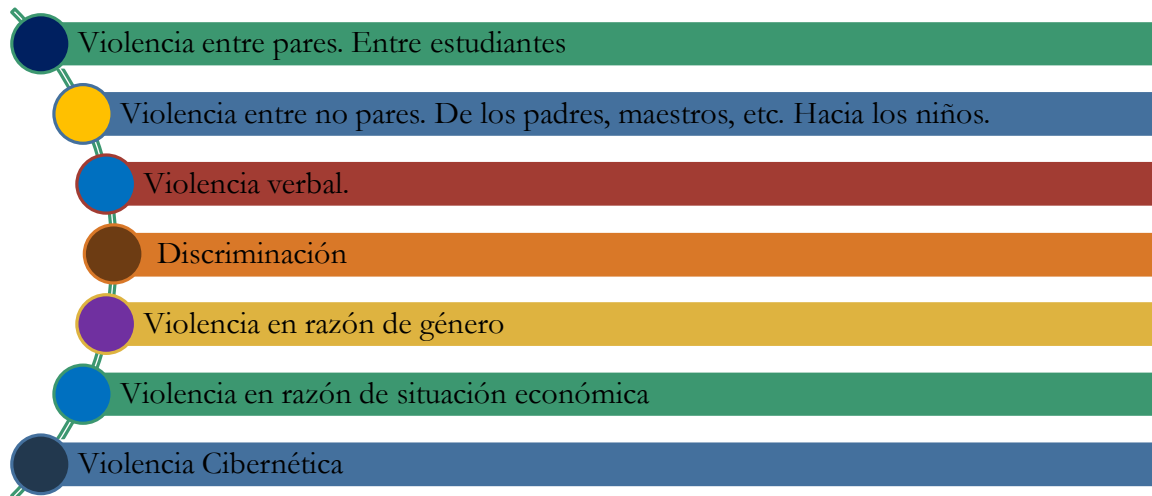 Violencia entre pares. Entre estudiantes
Violencia entre no pares. De los padres, maestros, etc. Hacia los niños.
Violencia verbal.
Discriminación
Violencia en razón de género
Violencia en razón de situación económica
Violencia Cibernética